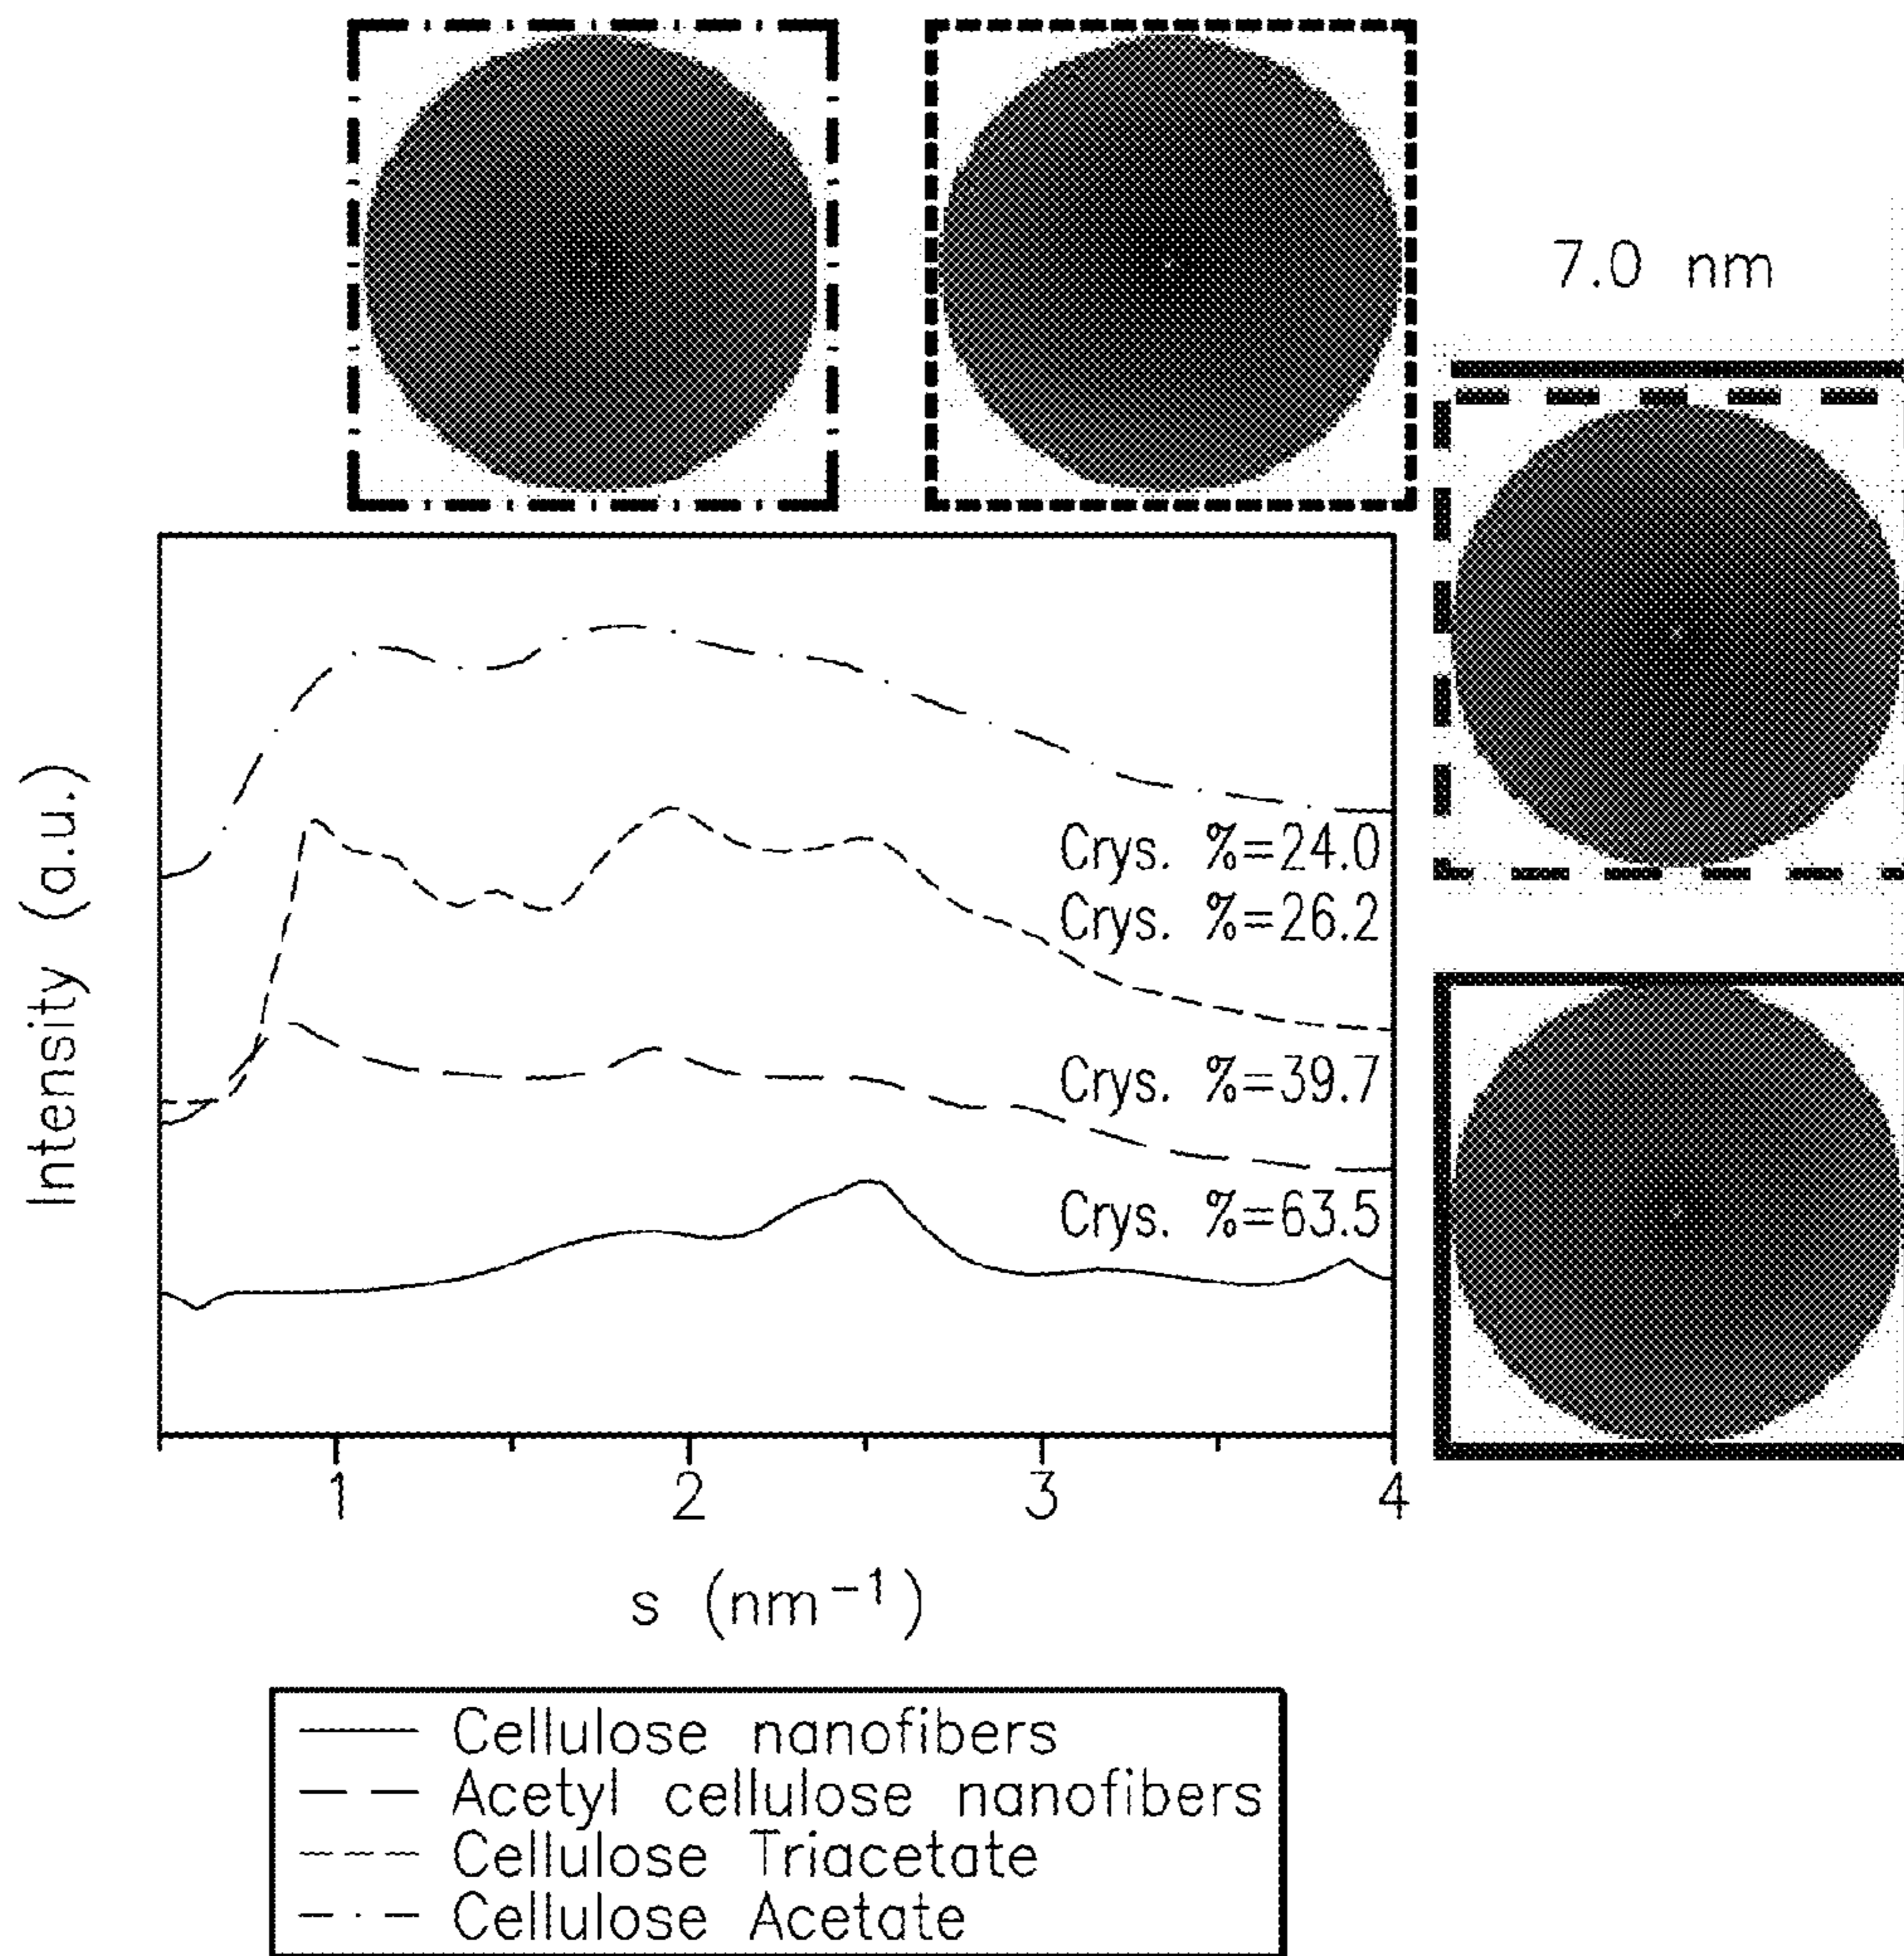 7.0 nm
Intensity (a.u.)
Crys. %=24.0
Crys. %=26.2
Crys. %=39.7
Crys. %=63.5
1 2 3 4
s (nm⁻¹)
Cellulose nanofibers
Acetyl cellulose nanofibers
Cellulose Triacetate
Cellulose Acetate